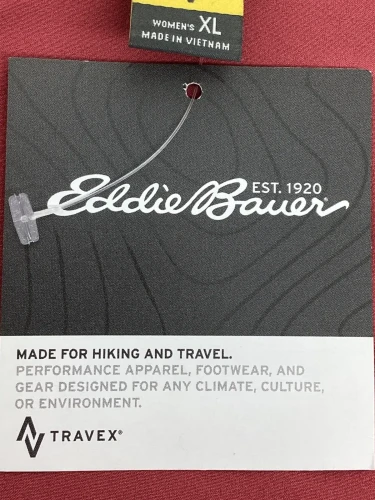 WOMEN'S XL
MADE IN VIETNAM
EST. 1920
Eddie Bauer®
MADE FOR HIKING AND TRAVEL.
PERFORMANCE APPAREL, FOOTWEAR, AND
GEAR DESIGNED FOR ANY CLIMATE, CULTURE,
OR ENVIRONMENT.
TRAVEX®